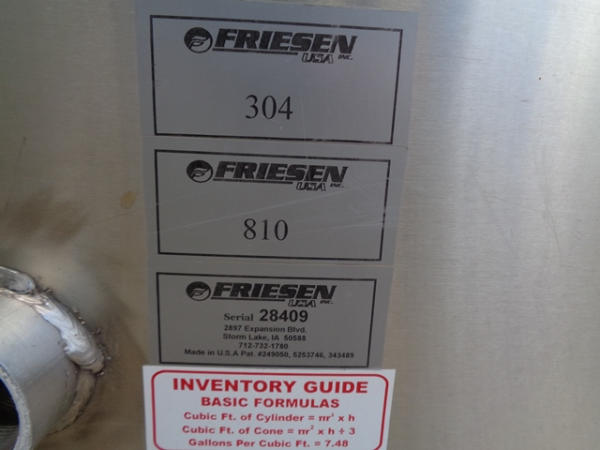 FRIESEN
USA INC.
304
FRIESEN
USA INC.
810
FRIESEN
USA INC.
Serial 28409
2897 Expansion Blvd.
Storm Lake, IA 50588
712-732-1780
Made in U.S.A Pat. #249050, 5253746, 343489
INVENTORY GUIDE
BASIC FORMULAS
Cubic Ft. of Cylinder = πr² x h
Cubic Ft. of Cone = πr² x h ÷ 3
Gallons Per Cubic Ft. = 7.48